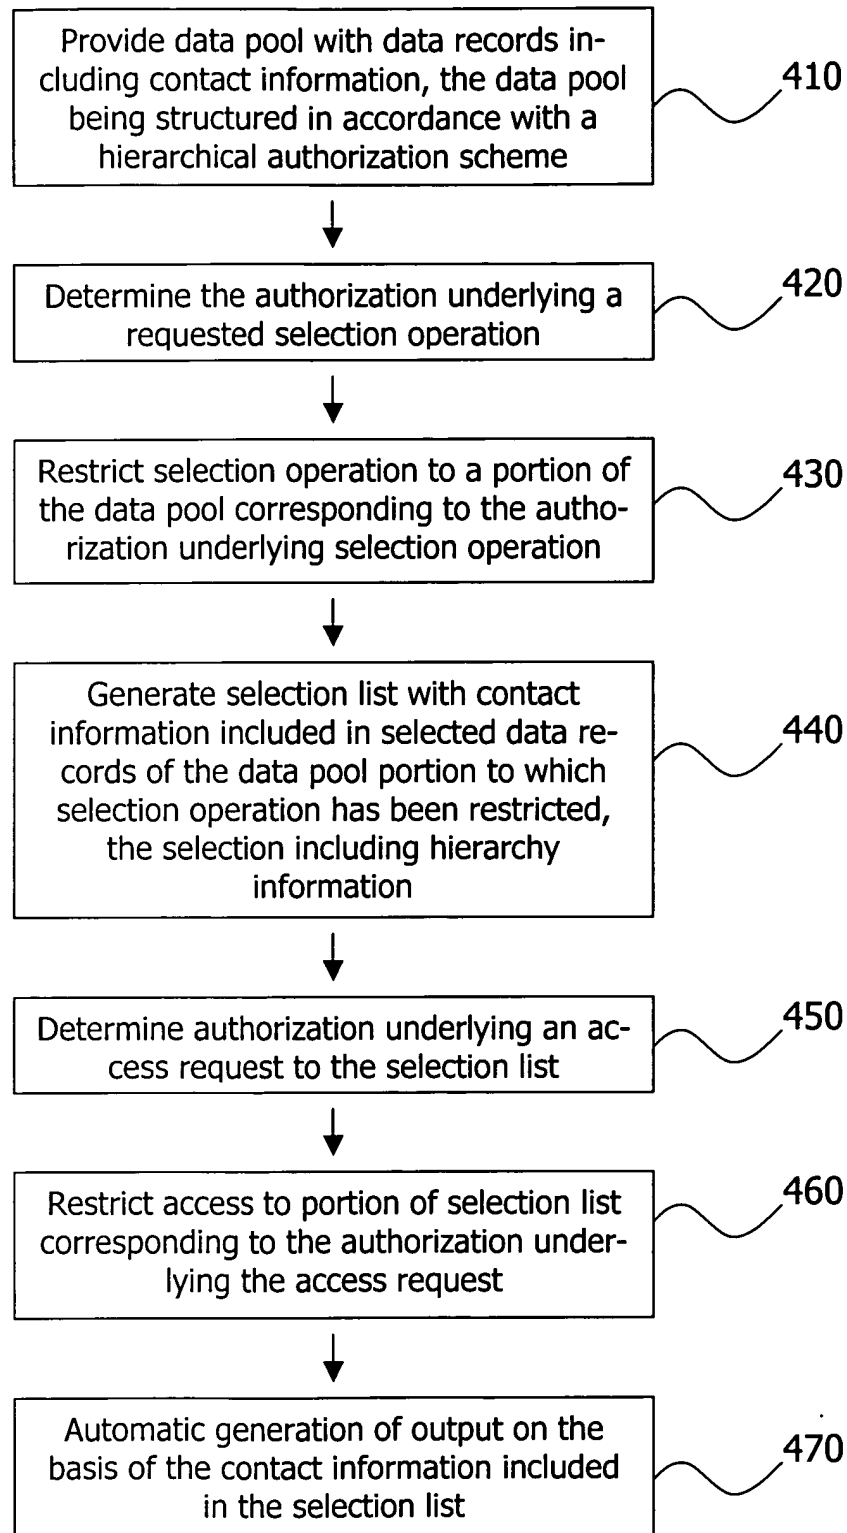 Provide data pool with data records in-
cluding contact information, the data pool
being structured in accordance with a
hierarchical authorization scheme
410
Determine the authorization underlying a
requested selection operation
420
Restrict selection operation to a portion of
the data pool corresponding to the autho-
rization underlying selection operation
430
Generate selection list with contact
information included in selected data re-
cords of the data pool portion to which
selection operation has been restricted,
the selection including hierarchy
information
440
Determine authorization underlying an ac-
cess request to the selection list
450
Restrict access to portion of selection list
corresponding to the authorization under-
lying the access request
460
Automatic generation of output on the
basis of the contact information included
in the selection list
470